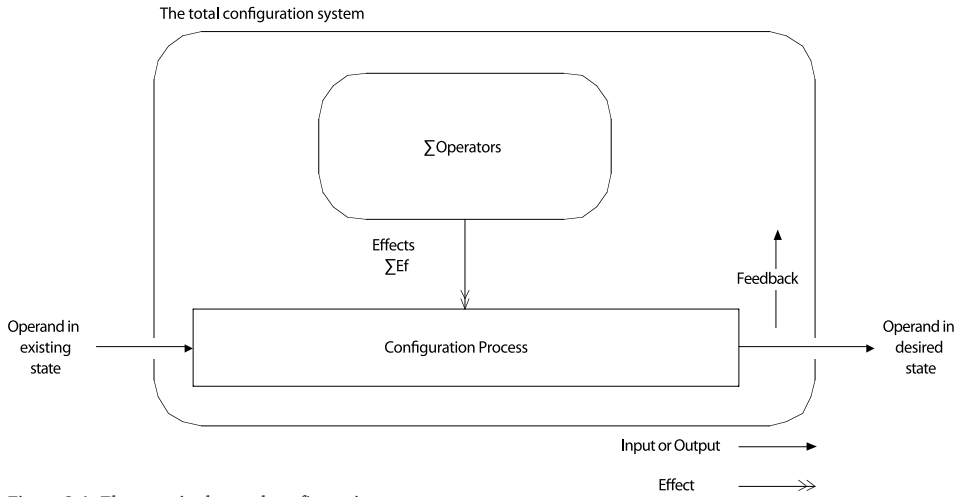 The total configuration system
∑Operators
Effects
∑Ef
Feedback
Operand in
existing
state
Configuration Process
Operand in
desired
state
Input or Output
Effect